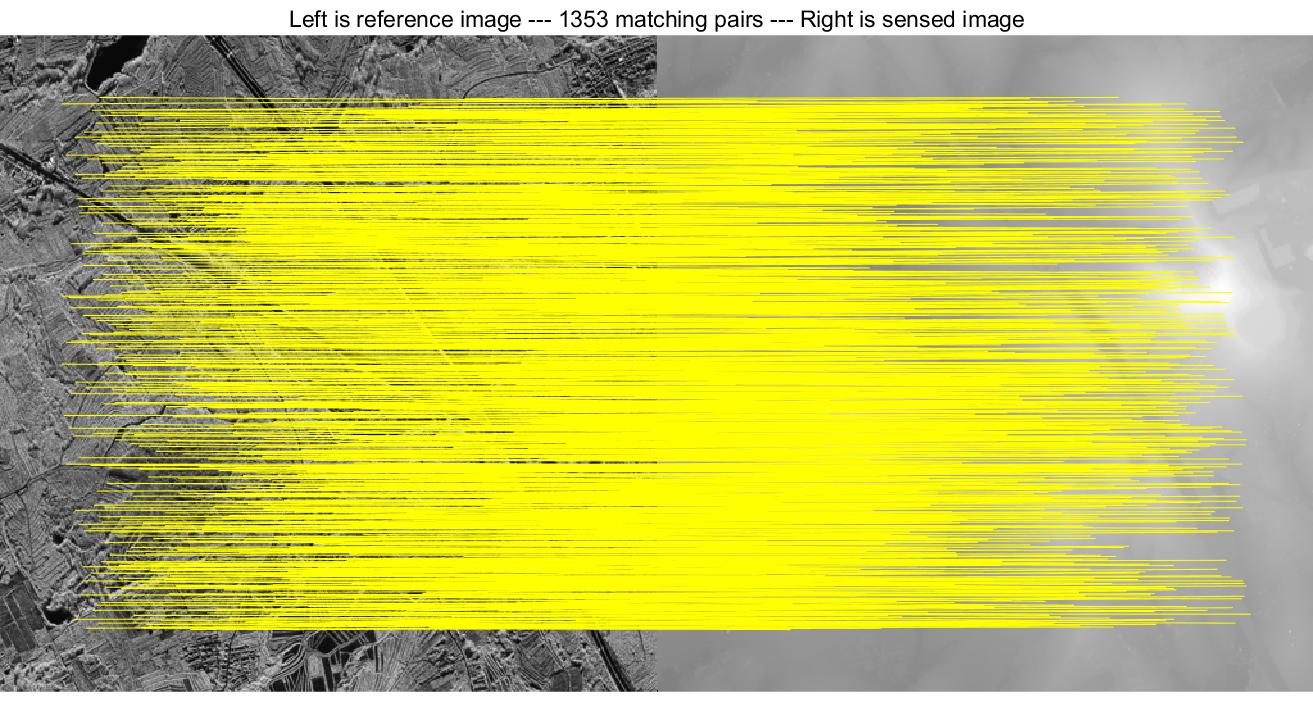 Left is reference image --- 1353 matching pairs --- Right is sensed image